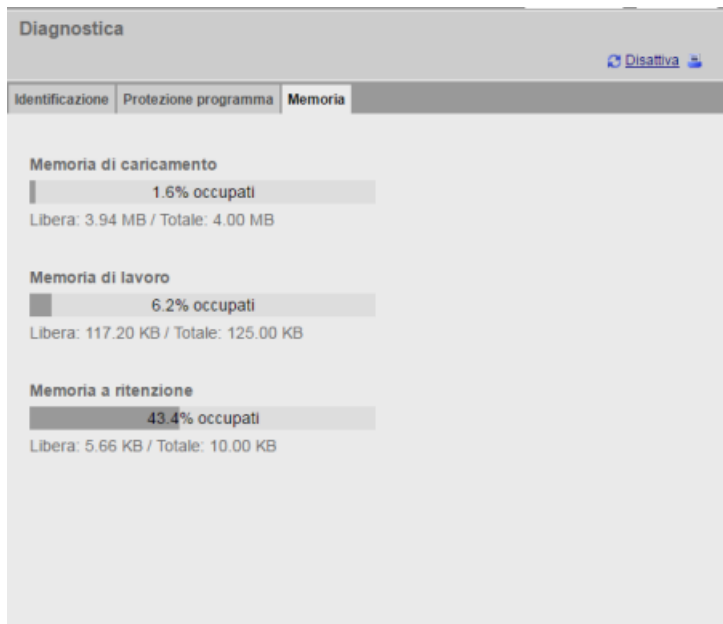 Diagnostica
Disattiva
Identificazione Protezione programma Memoria
Memoria di caricamento
1.6% occupati
Libera: 3.94 MB / Totale: 4.00 MB
Memoria di lavoro
6.2% occupati
Libera: 117.20 KB / Totale: 125.00 KB
Memoria a ritenzione
43.4% occupati
Libera: 5.66 KB / Totale: 10.00 KB